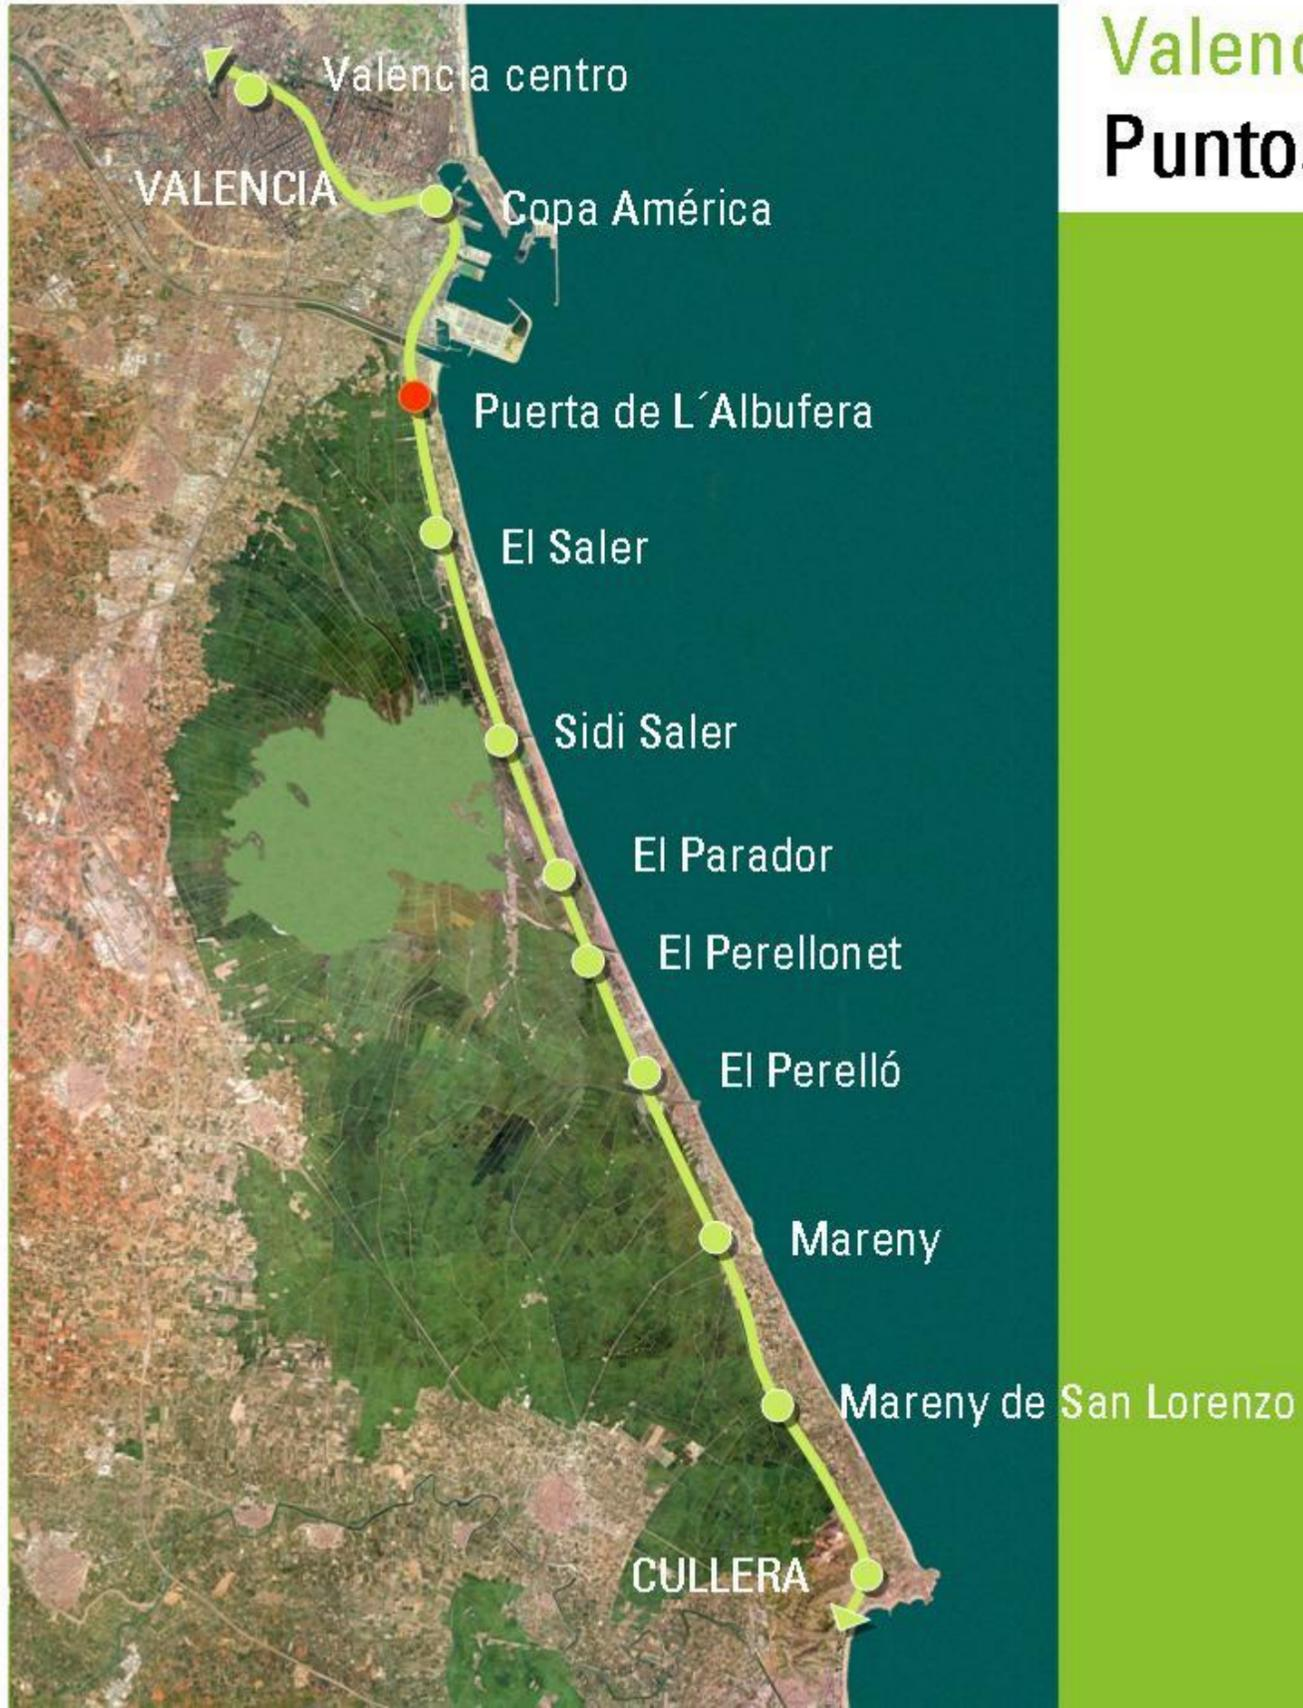 Valenc
Punto
Valencia centro
VALENCIA
Copa América
Puerta de L´Albufera
El Saler
Sidi Saler
El Parador
El Perellonet
El Perelló
Mareny
Mareny de San Lorenzo
CULLERA